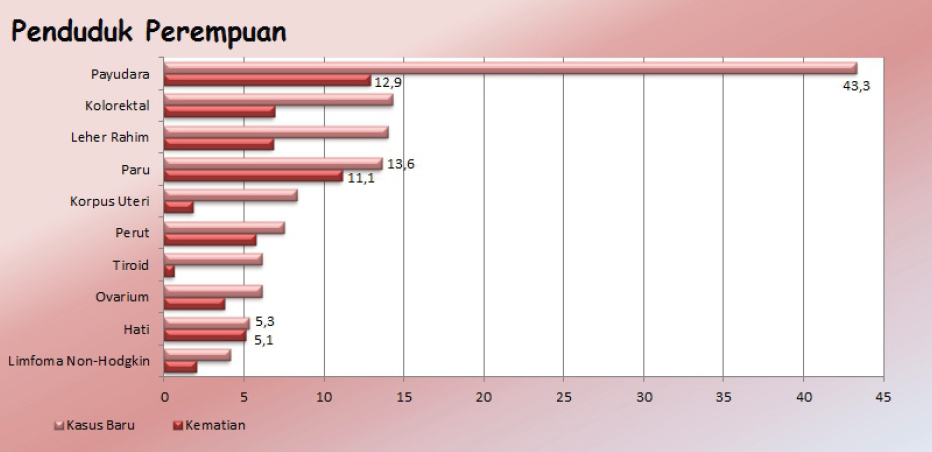 Penduduk Perempuan
Payudara
12,9
43,3
Kolorektal
Leher Rahim
Paru
13,6
11,1
Korpus Uteri
Perut
Tiroid
Ovarium
Hati
5,3
5,1
Limfoma Non-Hodgkin
0 5 10 15 20 25 30 35 40 45
Kasus Baru Kematian